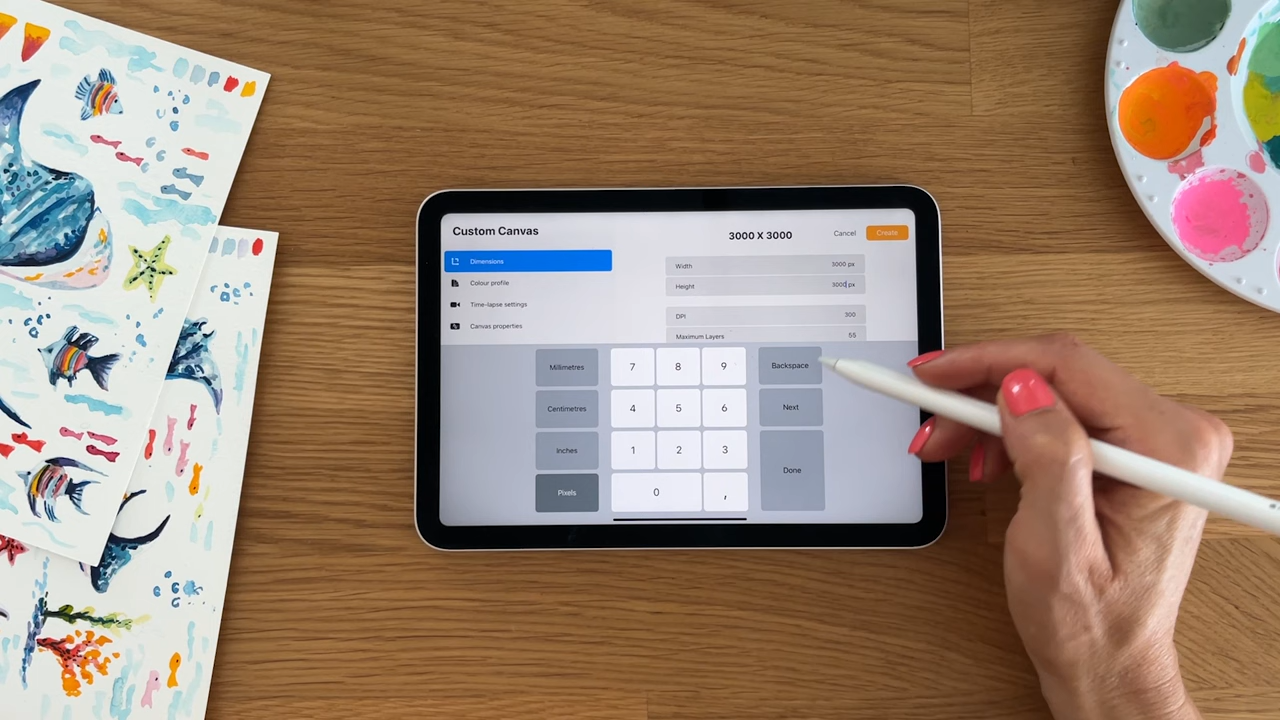 Custom Canvas
3000 X 3000
Cancel
Create
Dimensions
Colour profile
Time-lapse settings
Canvas properties
Width 3000 px
Height 3000 px
DPI 300
Maximum Layers 55
Millimetres 7 8 9 Backspace
Centimetres 4 5 6 Next
Inches 1 2 3 Done
Pixels 0 ,